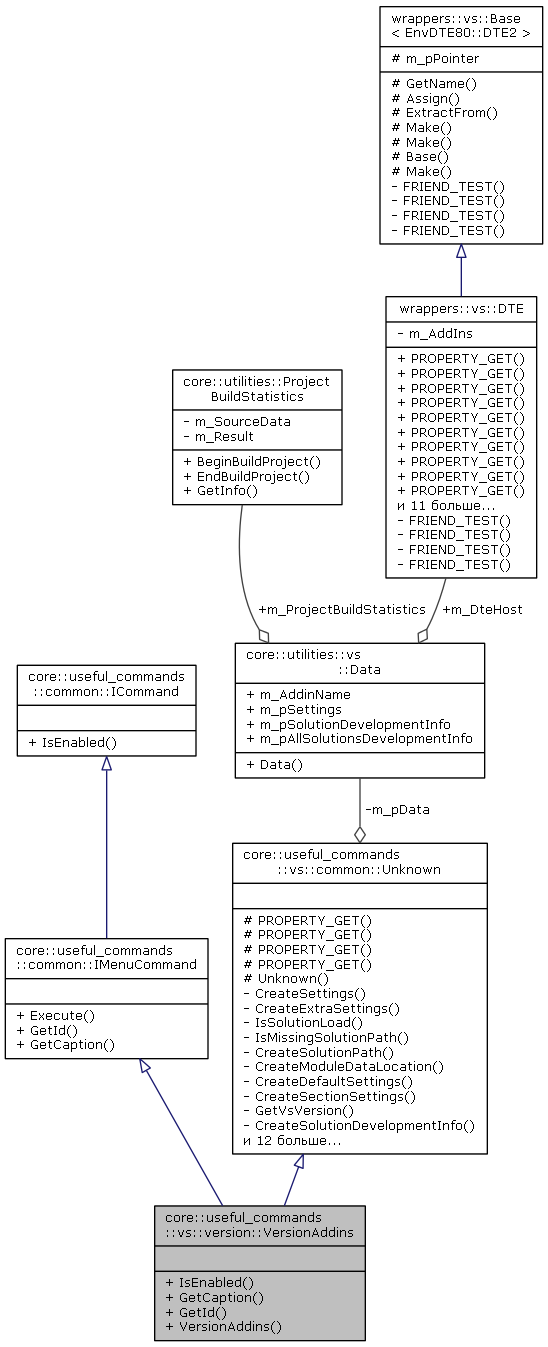 wrappers::vs::Base
< EnvDTE80::DTE2 >
# m_pPointer
# GetName()
# Assign()
# ExtractFrom()
# Make()
# Make()
# Base()
# Make()
- FRIEND_TEST()
- FRIEND_TEST()
- FRIEND_TEST()
- FRIEND_TEST()
wrappers::vs::DTE
- m_AddIns
+ PROPERTY_GET()
+ PROPERTY_GET()
+ PROPERTY_GET()
+ PROPERTY_GET()
+ PROPERTY_GET()
+ PROPERTY_GET()
+ PROPERTY_GET()
+ PROPERTY_GET()
+ PROPERTY_GET()
+ PROPERTY_GET()
и 11 больше...
- FRIEND_TEST()
- FRIEND_TEST()
- FRIEND_TEST()
- FRIEND_TEST()
core::utilities::Project
BuildStatistics
- m_SourceData
- m_Result
+ BeginBuildProject()
+ EndBuildProject()
+ GetInfo()
+m_ProjectBuildStatistics
+m_DteHost
core::utilities::vs
::Data
+ m_AddinName
+ m_pSettings
+ m_pSolutionDevelopmentInfo
+ m_pAllSolutionsDevelopmentInfo
+ Data()
core::useful_commands
::common::ICommand
+ IsEnabled()
-m_pData
core::useful_commands
::vs::common::Unknown
# PROPERTY_GET()
# PROPERTY_GET()
# PROPERTY_GET()
# PROPERTY_GET()
# Unknown()
- CreateSettings()
- CreateExtraSettings()
- IsSolutionLoad()
- IsMissingSolutionPath()
- CreateSolutionPath()
- CreateModuleDataLocation()
- CreateDefaultSettings()
- CreateSectionSettings()
- GetVsVersion()
- CreateSolutionDevelopmentInfo()
и 12 больше...
core::useful_commands
::common::IMenuCommand
+ Execute()
+ GetId()
+ GetCaption()
core::useful_commands
::vs::version::VersionAddins
+ IsEnabled()
+ GetCaption()
+ GetId()
+ VersionAddins()